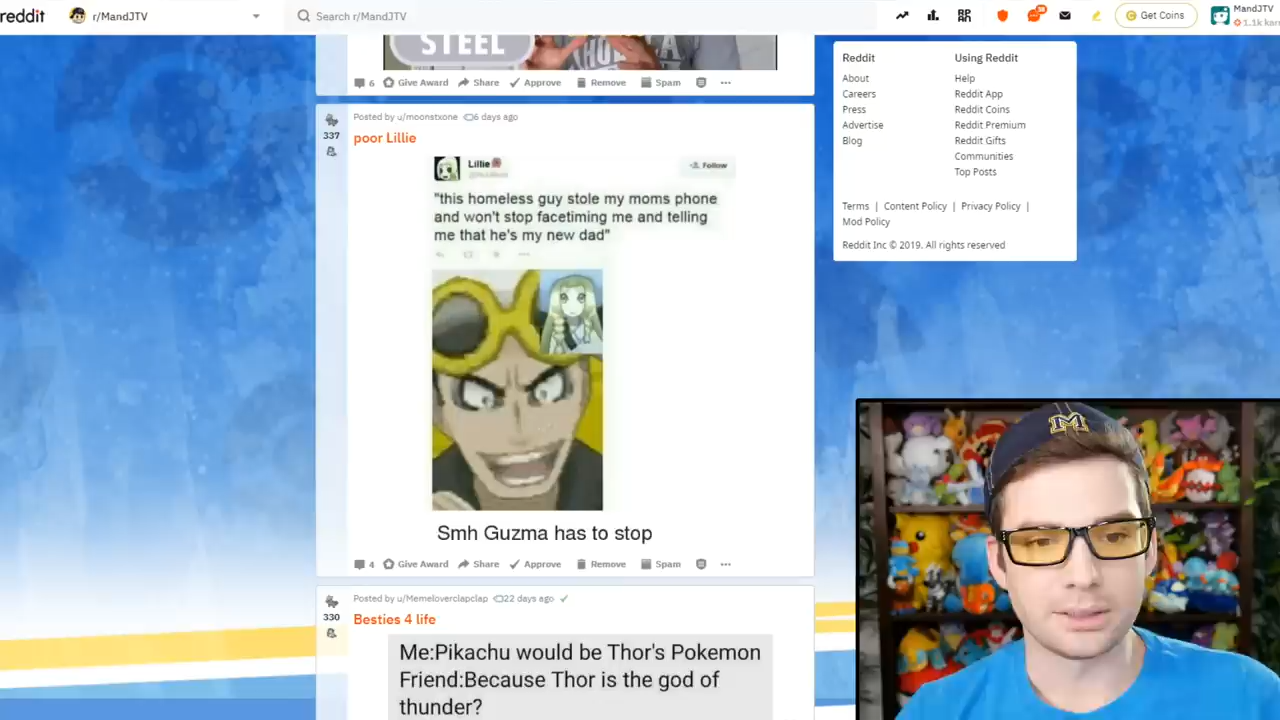 reddit
r/MandJTV
Search r/MandJTV
Get Coins
MandJTV
STEEL
6 Give Award Share Approve Remove Spam
Posted by u/moonstxone 6 days ago
337
poor Lillie
Lillie
Follow
"this homeless guy stole my moms phone
and won't stop facetiming me and telling
me that he's my new dad"
Smh Guzma has to stop
4 Give Award Share Approve Remove Spam
Posted by u/Memeloverclapclap 22 days ago
330
Besties 4 life
Me:Pikachu would be Thor's Pokemon
Friend:Because Thor is the god of
thunder?
Reddit Using Reddit
About Help
Careers Reddit App
Press Reddit Coins
Advertise Reddit Premium
Blog Reddit Gifts
Communities
Top Posts
Terms | Content Policy | Privacy Policy |
Mod Policy
Reddit Inc © 2019. All rights reserved
M